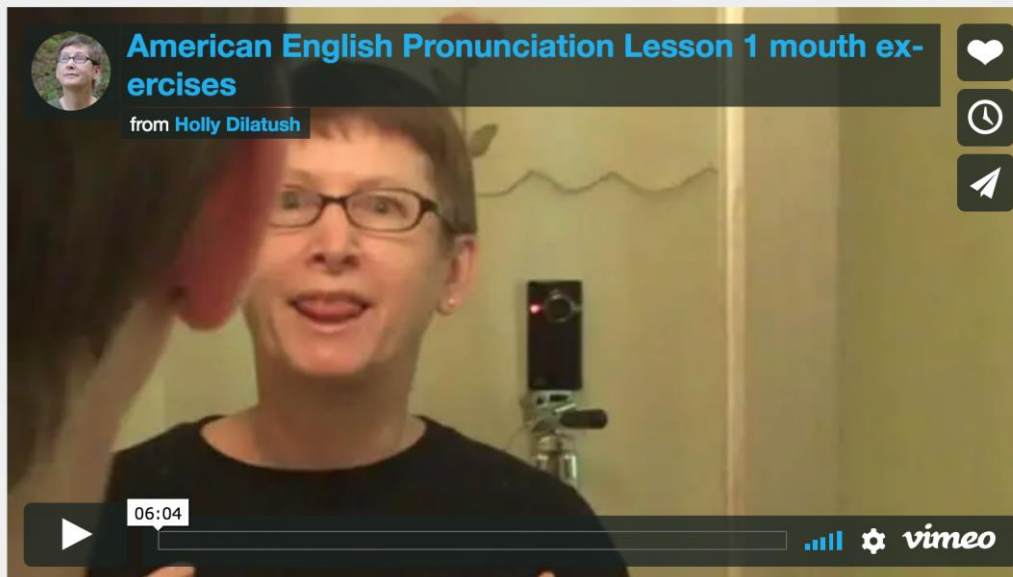 American English Pronunciation Lesson 1 mouth ex-
ercises
from Holly Dilatush
06:04
vimeo